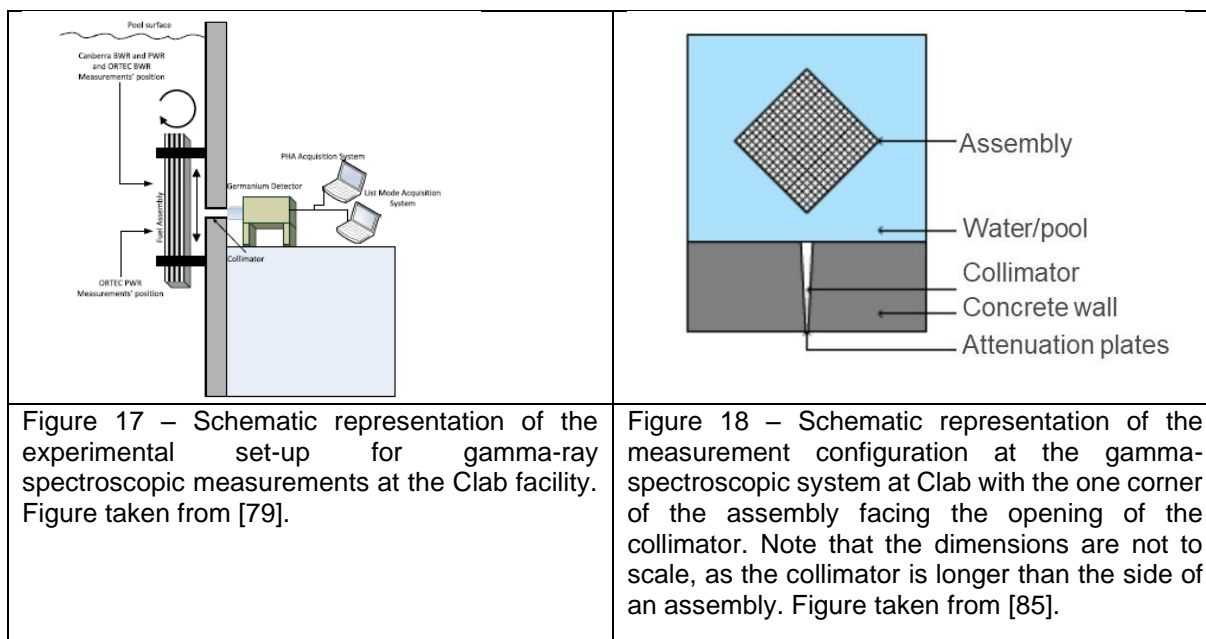 Pool surface
Canberra BWR and PWR
and ORTEC BWR
Measurements' position
PHA Acquisition System
Germanium Detector
List Mode Acquisition
System
Fuel Assembly
Collimator
ORTEC PWR
Measurements' position
Assembly
Water/pool
Collimator
Concrete wall
Attenuation plates
Figure 17 – Schematic representation of the
experimental set-up for gamma-ray
spectroscopic measurements at the Clab facility.
Figure taken from [79].
Figure 18 – Schematic representation of the
measurement configuration at the gamma-
spectroscopic system at Clab with the one corner
of the assembly facing the opening of the
collimator. Note that the dimensions are not to
scale, as the collimator is longer than the side of
an assembly. Figure taken from [85].